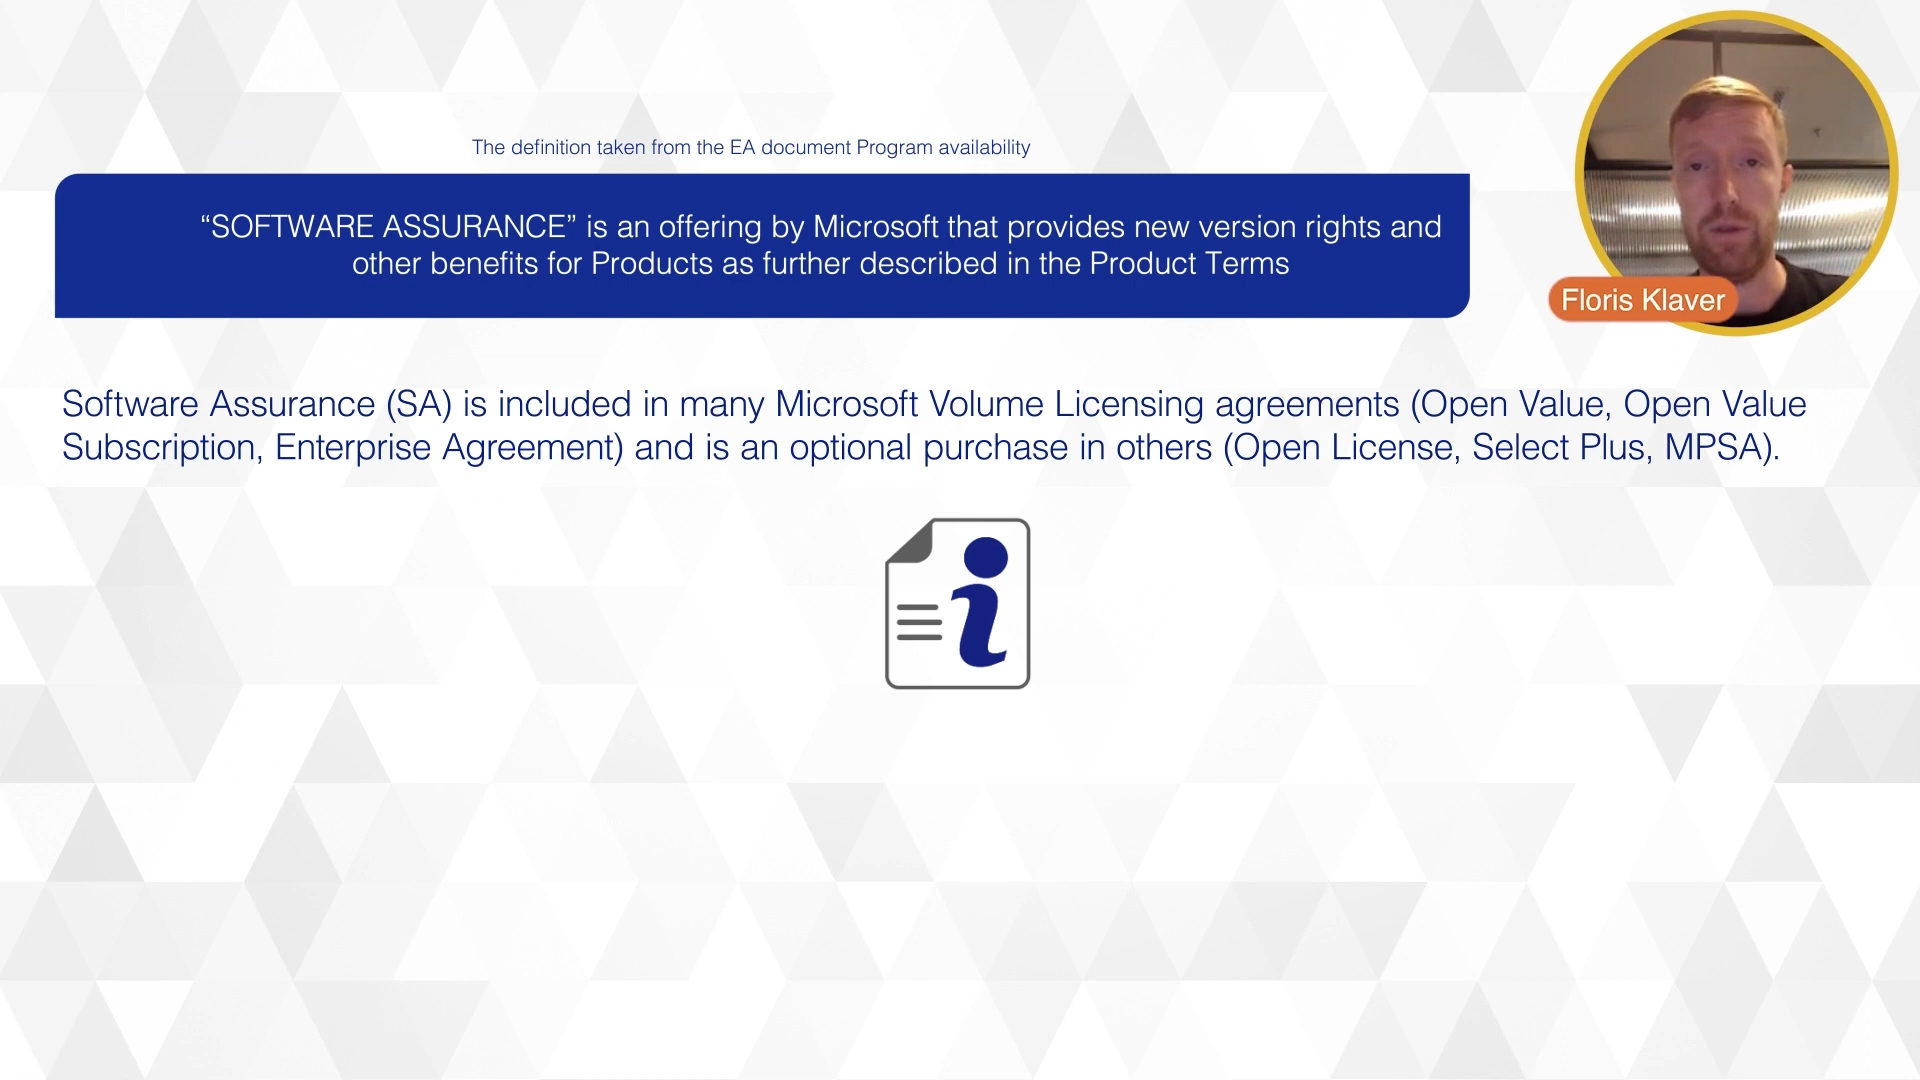 The definition taken from the EA document Program availability
“SOFTWARE ASSURANCE” is an offering by Microsoft that provides new version rights and
other benefits for Products as further described in the Product Terms
Floris Klaver
Software Assurance (SA) is included in many Microsoft Volume Licensing agreements (Open Value, Open Value
Subscription, Enterprise Agreement) and is an optional purchase in others (Open License, Select Plus, MPSA).